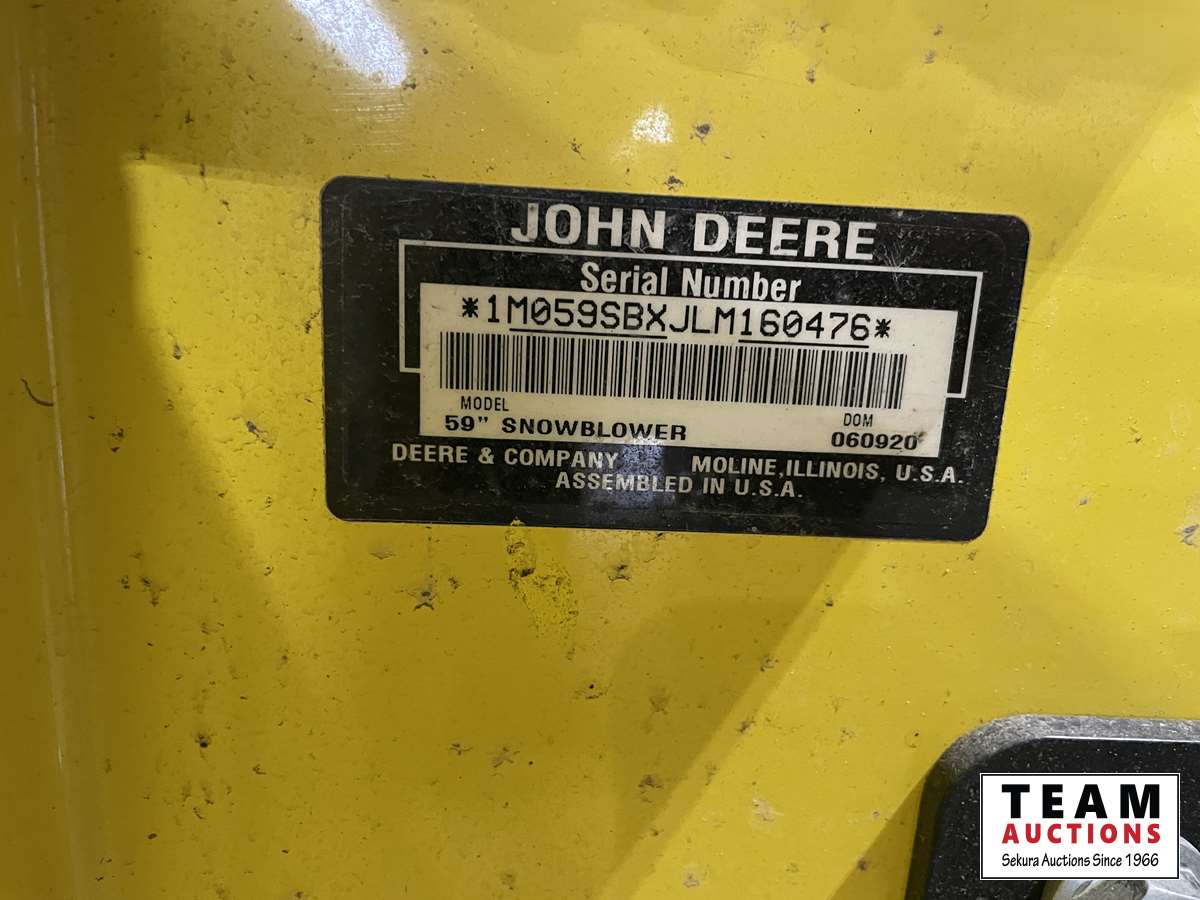 JOHN DEERE
Serial Number
*1M059SBXJLM160476*
MODEL DOM
59" SNOWBLOWER 060920
DEERE & COMPANY MOLINE, ILLINOIS, U.S.A.
ASSEMBLED IN U.S.A.
TEAM
AUCTIONS
Sekura Auctions Since 1966